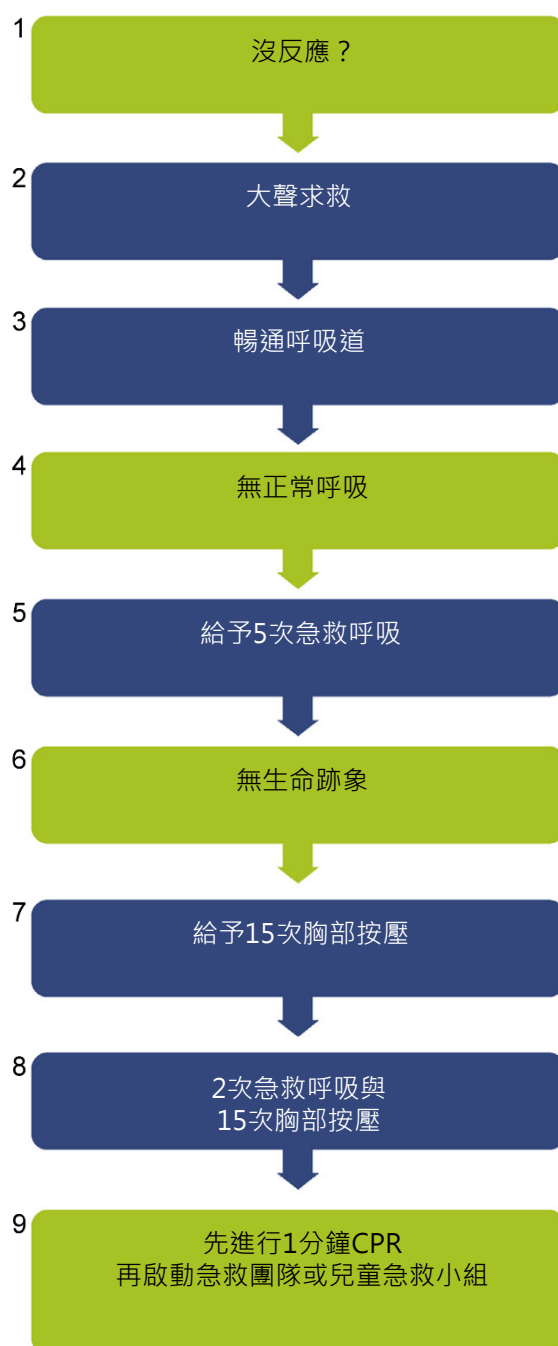 1
沒反應？
2
大聲求救
3
暢通呼吸道
4
無正常呼吸
5
給予5次急救呼吸
6
無生命跡象
7
給予15次胸部按壓
8
2次急救呼吸與
15次胸部按壓
9
先進行1分鐘CPR
再啟動急救團隊或兒童急救小組